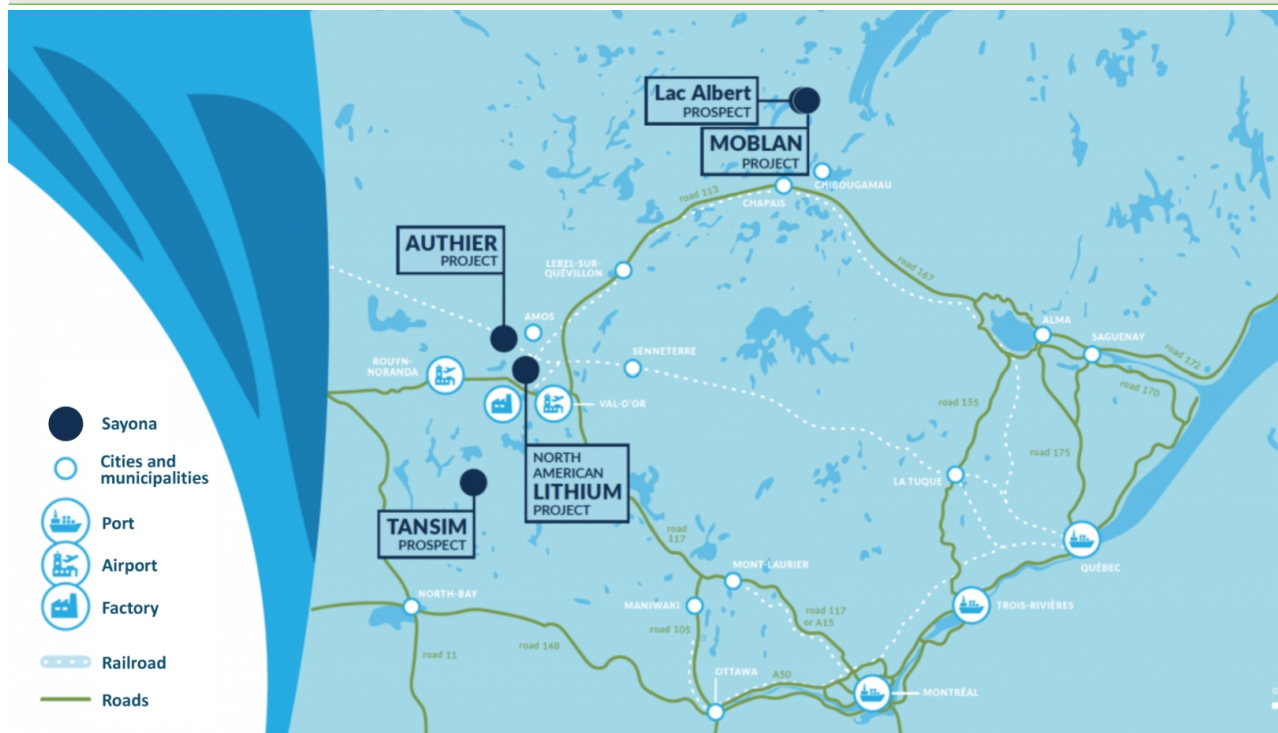 Lac Albert
PROSPECT
MOBLAN
PROJECT
CHIBOUGAMAU
CHAPAIS
road 113
AUTHIER
PROJECT
LEBEL-SUR-
QUÉVILLON
road 167
AMOS
ALMA
SAGUENAY
road 172
ROUYN-
NORANDA
SENNETERRE
road 170
VAL-D'OR
road 155
Sayona
Cities and
municipalities
NORTH
AMERICAN
LITHIUM
PROJECT
road 175
LA TUQUE
TANSIM
PROSPECT
Port
road
117
Airport
MONT-LAURIER
QUÉBEC
Factory
NORTH-BAY
MANIWAKI
road 117
or A15
TROIS-RIVIÈRES
road 105
road 148
road 11
Railroad
OTTAWA
A50
MONTRÉAL
Roads